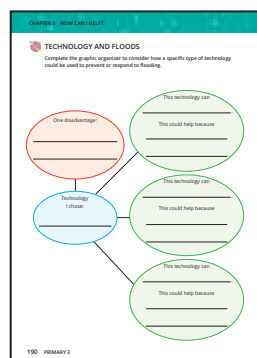 CHAPTER 5 HOW CAN I HELP?
TECHNOLOGY AND FLOODS
Complete the graphic organizer to consider how a specific type of technology
could be used to prevent or respond to flooding.
This technology can
This could help because
One disadvantage:
This technology can
This could help because
Technology
I chose:
This technology can
This could help because
190 PRIMARY 3